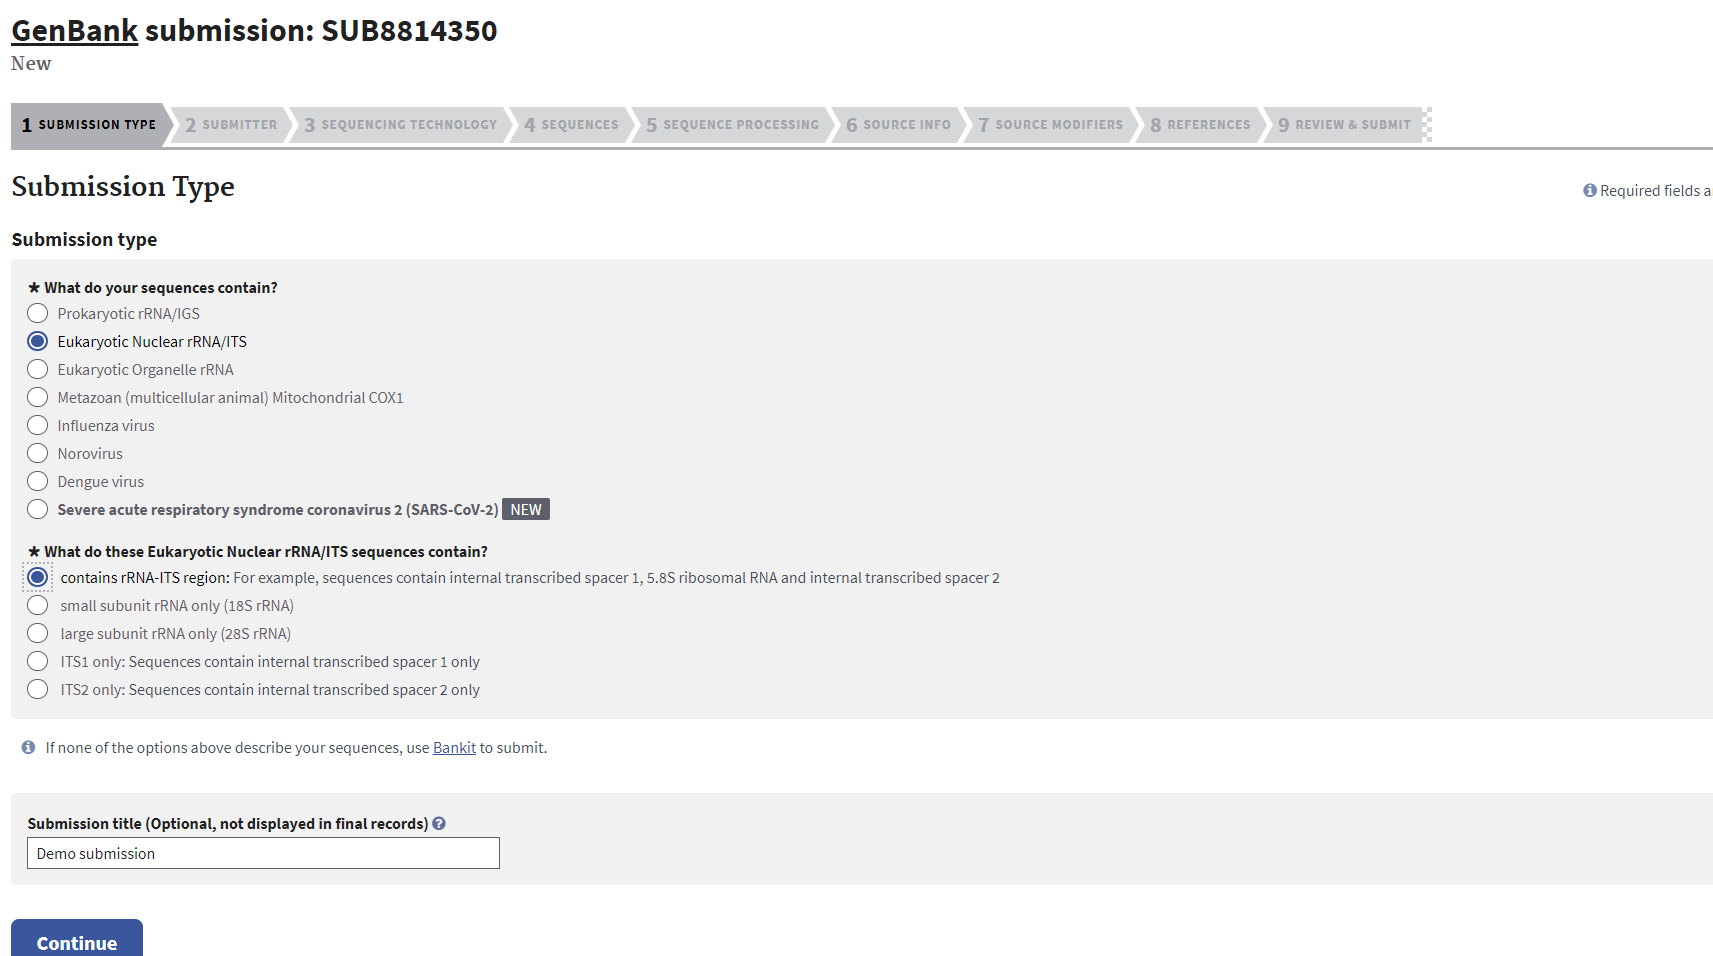 GenBank submission: SUB8814350
New
1 SUBMISSION TYPE 2 SUBMITTER 3 SEQUENCING TECHNOLOGY 4 SEQUENCES 5 SEQUENCE PROCESSING 6 SOURCE INFO 7 SOURCE MODIFIERS 8 REFERENCES 9 REVIEW & SUBMIT
Submission Type
Required fields a
Submission type
★ What do your sequences contain?
Prokaryotic rRNA/IGS
Eukaryotic Nuclear rRNA/ITS
Eukaryotic Organelle rRNA
Metazoan (multicellular animal) Mitochondrial COX1
Influenza virus
Norovirus
Dengue virus
Severe acute respiratory syndrome coronavirus 2 (SARS-CoV-2) NEW
★ What do these Eukaryotic Nuclear rRNA/ITS sequences contain?
contains rRNA-ITS region: For example, sequences contain internal transcribed spacer 1, 5.8S ribosomal RNA and internal transcribed spacer 2
small subunit rRNA only (18S rRNA)
large subunit rRNA only (28S rRNA)
ITS1 only: Sequences contain internal transcribed spacer 1 only
ITS2 only: Sequences contain internal transcribed spacer 2 only
If none of the options above describe your sequences, use Bankit to submit.
Submission title (Optional, not displayed in final records)
Demo submission
Continue